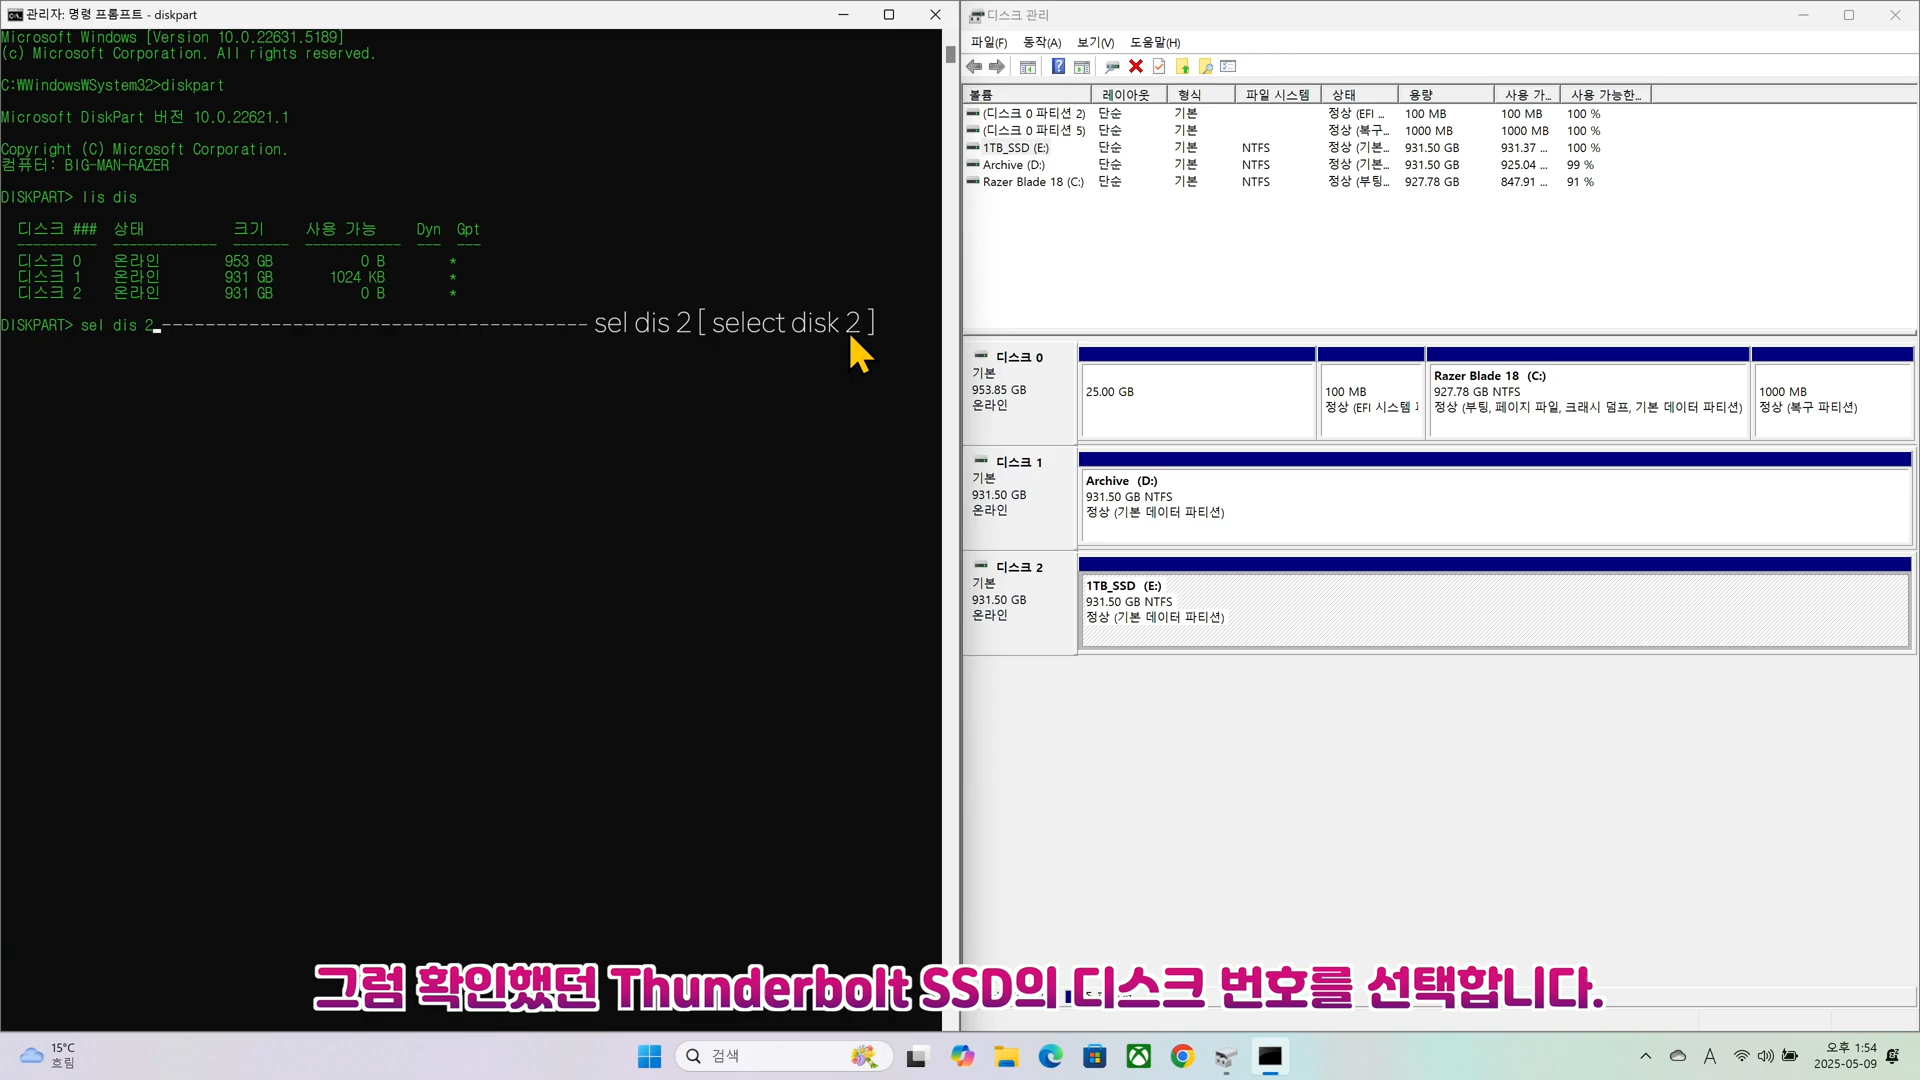 관리자: 명령 프롬프트 - diskpart
Microsoft Windows [Version 10.0.22631.5189]
(c) Microsoft Corporation. All rights reserved.
C:₩Windows₩System32>diskpart
Microsoft DiskPart 버전 10.0.22621.1
Copyright (C) Microsoft Corporation.
컴퓨터: BIG-MAN-RAZER
DISKPART> lis dis
디스크 ### 상태 크기 사용 가능 Dyn Gpt
---------- ------------- ------- ------------ --- ---
디스크 0 온라인 953 GB 0 B *
디스크 1 온라인 931 GB 1024 KB *
디스크 2 온라인 931 GB 0 B *
DISKPART> sel dis 2
sel dis 2 [ select disk 2 ]
디스크 관리
파일(F) 동작(A) 보기(V) 도움말(H)
볼륨 레이아웃 형식 파일 시스템 상태 용량 사용 가... 사용 가능한...
(디스크 0 파티션 2) 단순 기본 정상 (EFI ... 100 MB 100 MB 100 %
(디스크 0 파티션 5) 단순 기본 정상 (복구... 1000 MB 1000 MB 100 %
1TB_SSD (E:) 단순 기본 NTFS 정상 (기본... 931.50 GB 931.37 ... 100 %
Archive (D:) 단순 기본 NTFS 정상 (기본... 931.50 GB 925.04 ... 99 %
Razer Blade 18 (C:) 단순 기본 NTFS 정상 (부팅... 927.78 GB 847.91 ... 91 %
디스크 0
기본
953.85 GB
온라인
25.00 GB
100 MB
정상 (EFI 시스템
Razer Blade 18 (C:)
927.78 GB NTFS
정상 (부팅, 페이지 파일, 크래시 덤프, 기본 데이터 파티션)
1000 MB
정상 (복구 파티션)
디스크 1
기본
931.50 GB
온라인
Archive (D:)
931.50 GB NTFS
정상 (기본 데이터 파티션)
디스크 2
기본
931.50 GB
온라인
1TB_SSD (E:)
931.50 GB NTFS
정상 (기본 데이터 파티션)
그럼 확인했던 Thunderbolt SSD의 디스크 번호를 선택합니다.
15°C
흐림
검색
A
오후 1:54
2025-05-09